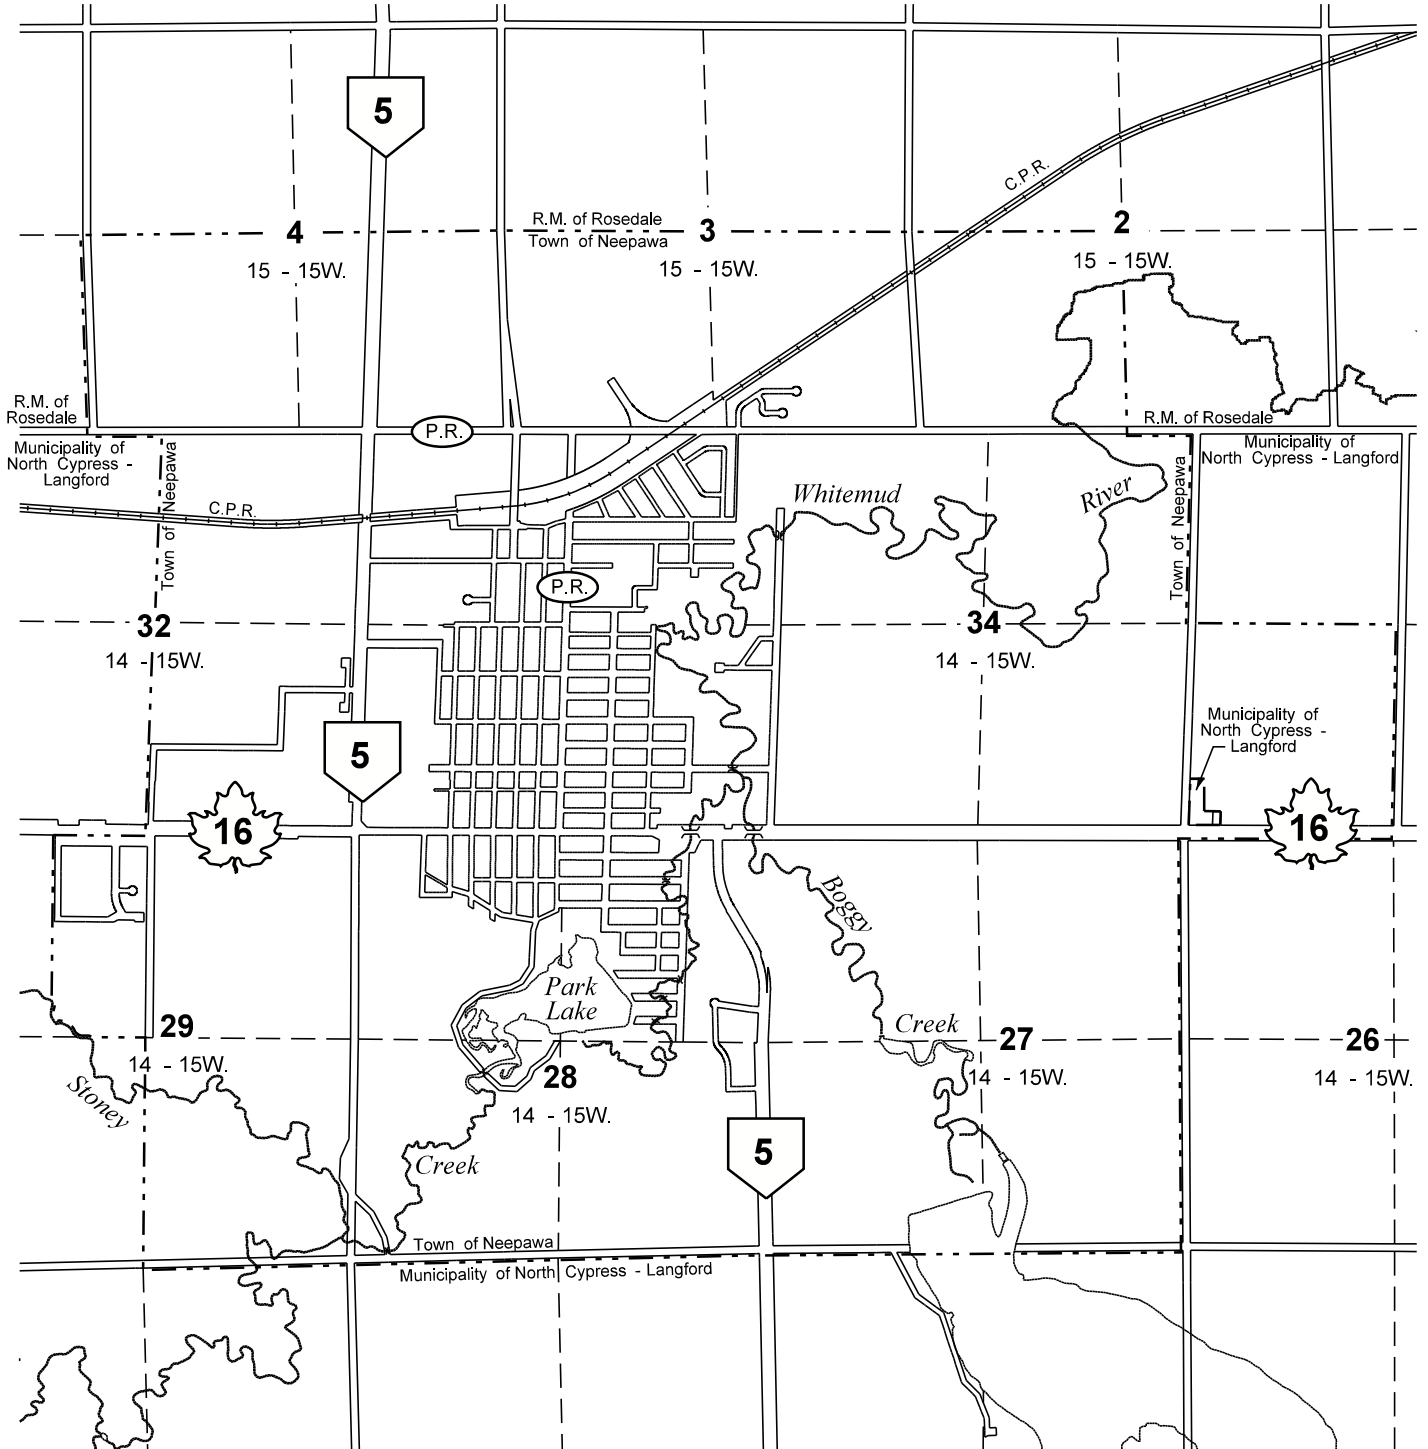 5
R.M. of Rosedale
Town of Neepawa
4
15 - 15W.
3
15 - 15W.
2
15 - 15W.
C.P.R.
R.M. of
Rosedale
Municipality of
North Cypress -
Langford
Town of Neepawa
P.R.
C.P.R.
R.M. of Rosedale
Municipality of
North Cypress - Langford
Town of Neepawa
Whitemud
River
P.R.
32
14 - 15W.
34
14 - 15W.
5
Municipality of
North Cypress -
Langford
16
16
Boggy
Creek
Park
Lake
29
14 - 15W.
28
14 - 15W.
27
14 - 15W.
26
14 - 15W.
Stoney
Creek
5
Town of Neepawa
Municipality of North Cypress - Langford